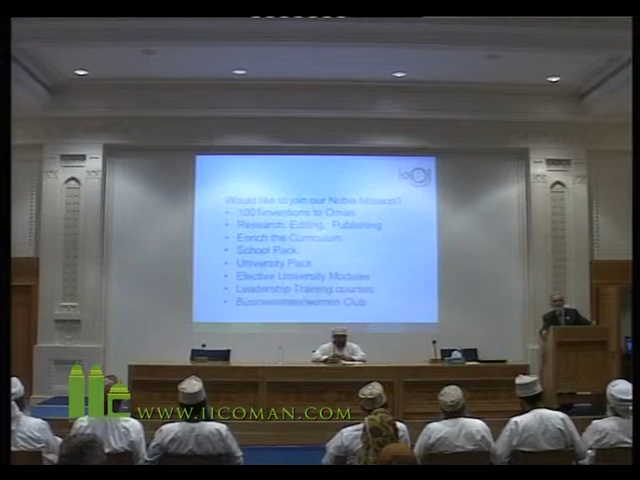 Would like to join our Noble Mission?
• 1001inventions to Oman.
• Research, Editing, Publishing
• Enrich the Curriculum
• School Pack
• University Pack
• Elective University Modules
• Leadership Training courses
• Businessmen/women Club
iic WWW.IICOMAN.COM